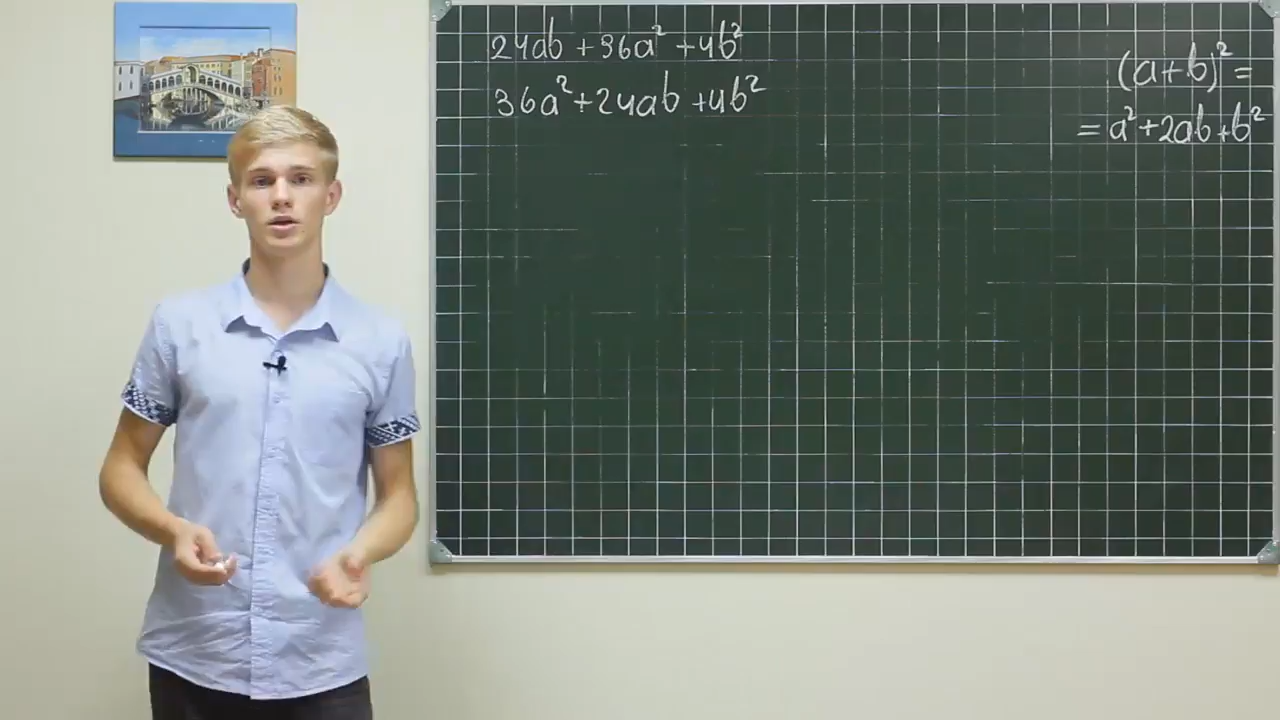 24ab + 36a² + 4b²
36a² + 24ab + 4b²
(a+b)² =
= a² + 2ab + b²